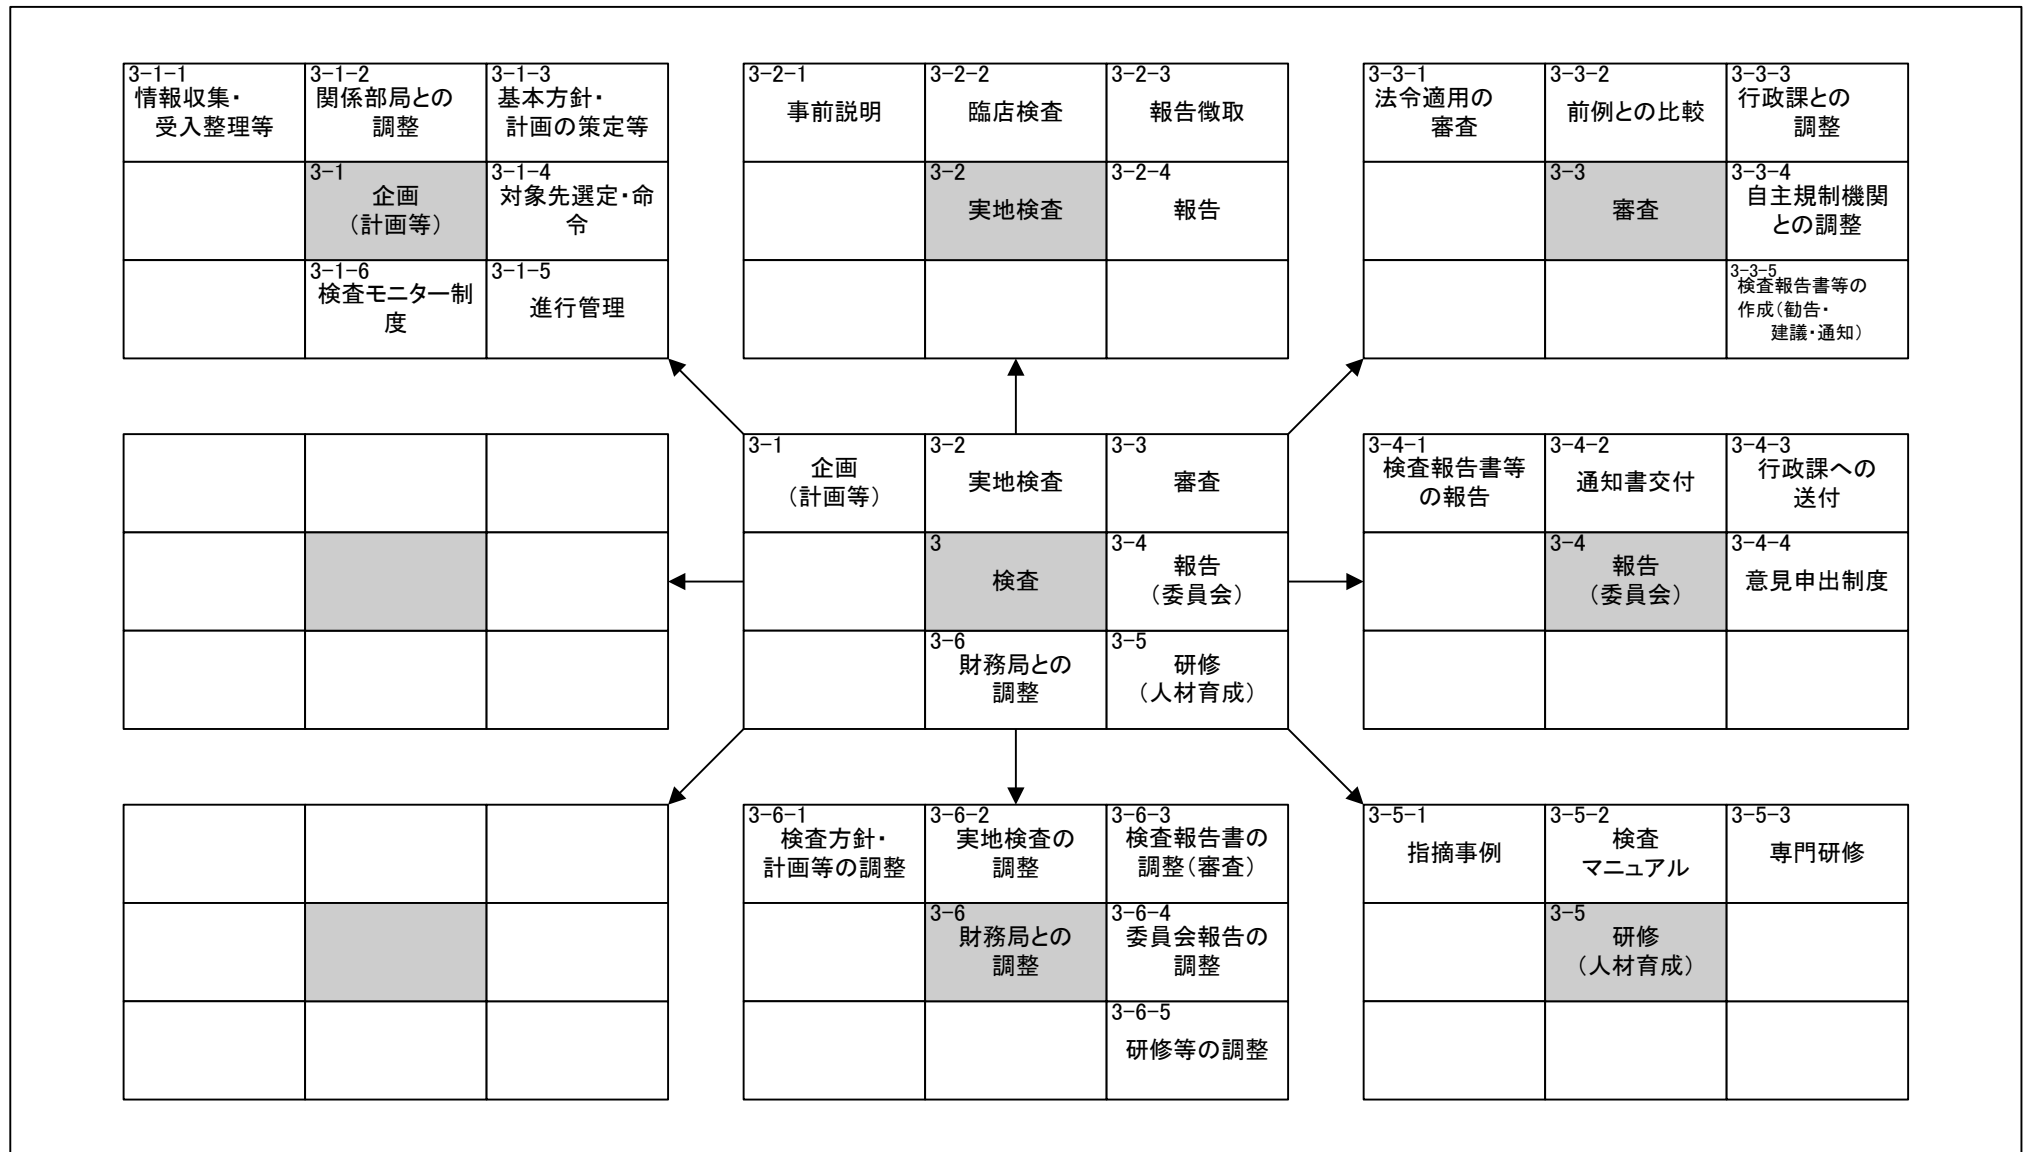 3-1-1
情報収集・
受入整理等
3-1-2
関係部局との
調整
3-1-3
基本方針・
計画の策定等
3-1
企画
（計画等）
3-1-4
対象先選定・命
令
3-1-6
検査モニター制
度
3-1-5
進行管理
3-2-1
事前説明
3-2-2
臨店検査
3-2-3
報告徴取
3-2
実地検査
3-2-4
報告
3-3-1
法令適用の
審査
3-3-2
前例との比較
3-3-3
行政課との
調整
3-3
審査
3-3-4
自主規制機関
との調整
3-3-5
検査報告書等の
作成（勧告・
建議・通知）
3-1
企画
（計画等）
3-2
実地検査
3-3
審査
3
検査
3-4
報告
（委員会）
3-6
財務局との
調整
3-5
研修
（人材育成）
3-4-1
検査報告書等
の報告
3-4-2
通知書交付
3-4-3
行政課への
送付
3-4
報告
（委員会）
3-4-4
意見申出制度
3-6-1
検査方針・
計画等の調整
3-6-2
実地検査の
調整
3-6-3
検査報告書の
調整（審査）
3-6
財務局との
調整
3-6-4
委員会報告の
調整
3-6-5
研修等の調整
3-5-1
指摘事例
3-5-2
検査
マニュアル
3-5-3
専門研修
3-5
研修
（人材育成）